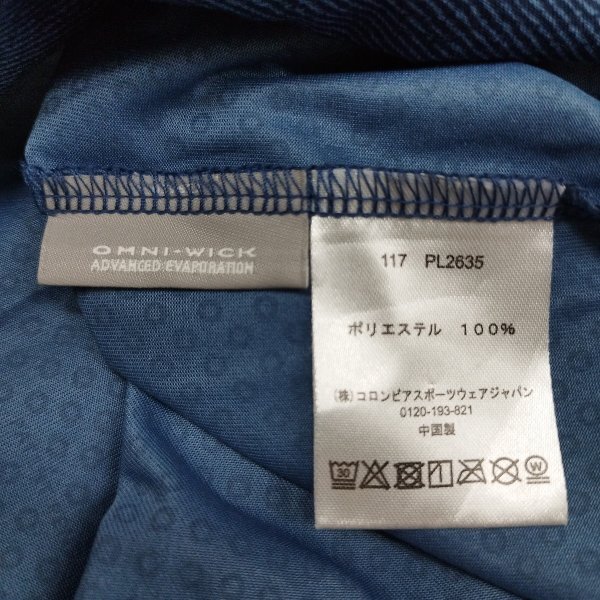 OMNI-WICK
ADVANCED EVAPORATION
117 PL2635
ポリエステル 100%
(株)コロンビアスポーツウェアジャパン
0120-193-821
中国製
30
W